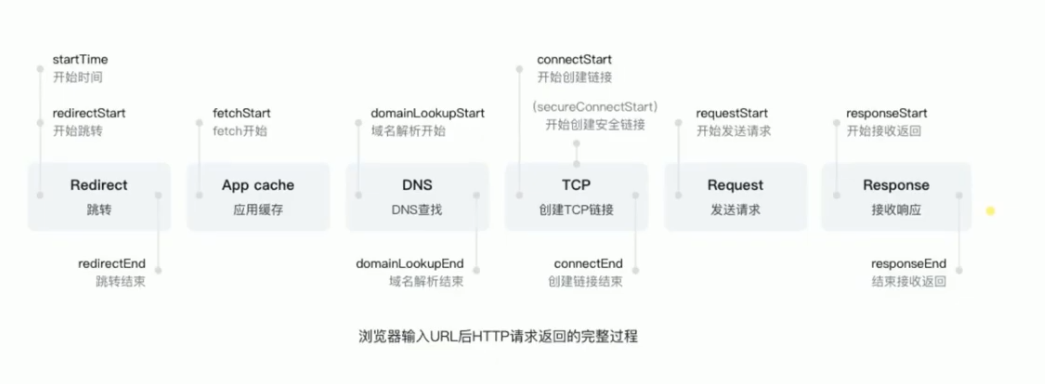 startTime
开始时间
redirectStart
开始跳转
fetchStart
fetch开始
domainLookupStart
域名解析开始
connectStart
开始创建链接
(secureConnectStart)
开始创建安全链接
requestStart
开始发送请求
responseStart
开始接收返回
Redirect
跳转
App cache
应用缓存
DNS
DNS查找
TCP
创建TCP链接
Request
发送请求
Response
接收响应
redirectEnd
跳转结束
domainLookupEnd
域名解析结束
connectEnd
创建链接结束
responseEnd
结束接收返回
浏览器输入URL后HTTP请求返回的完整过程